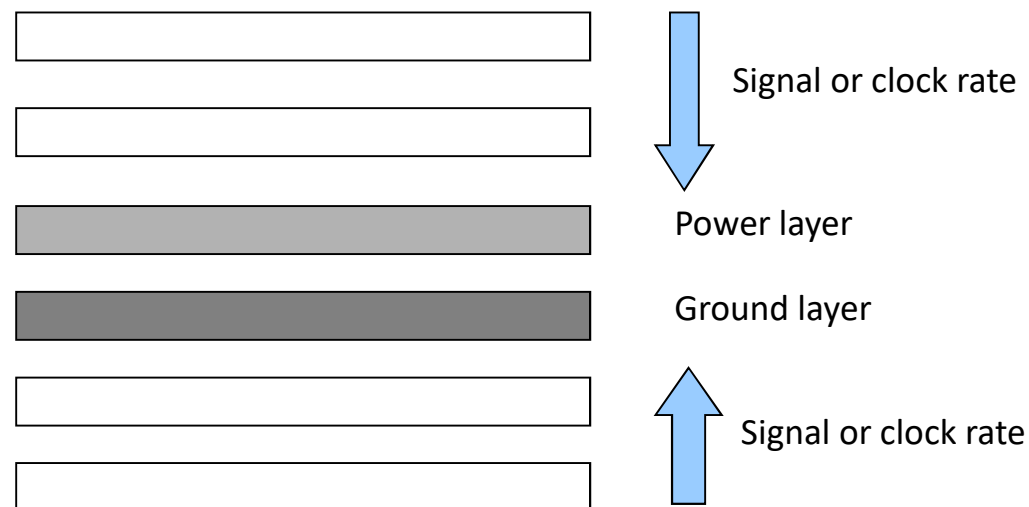 Signal or clock rate
Power layer
Ground layer
Signal or clock rate